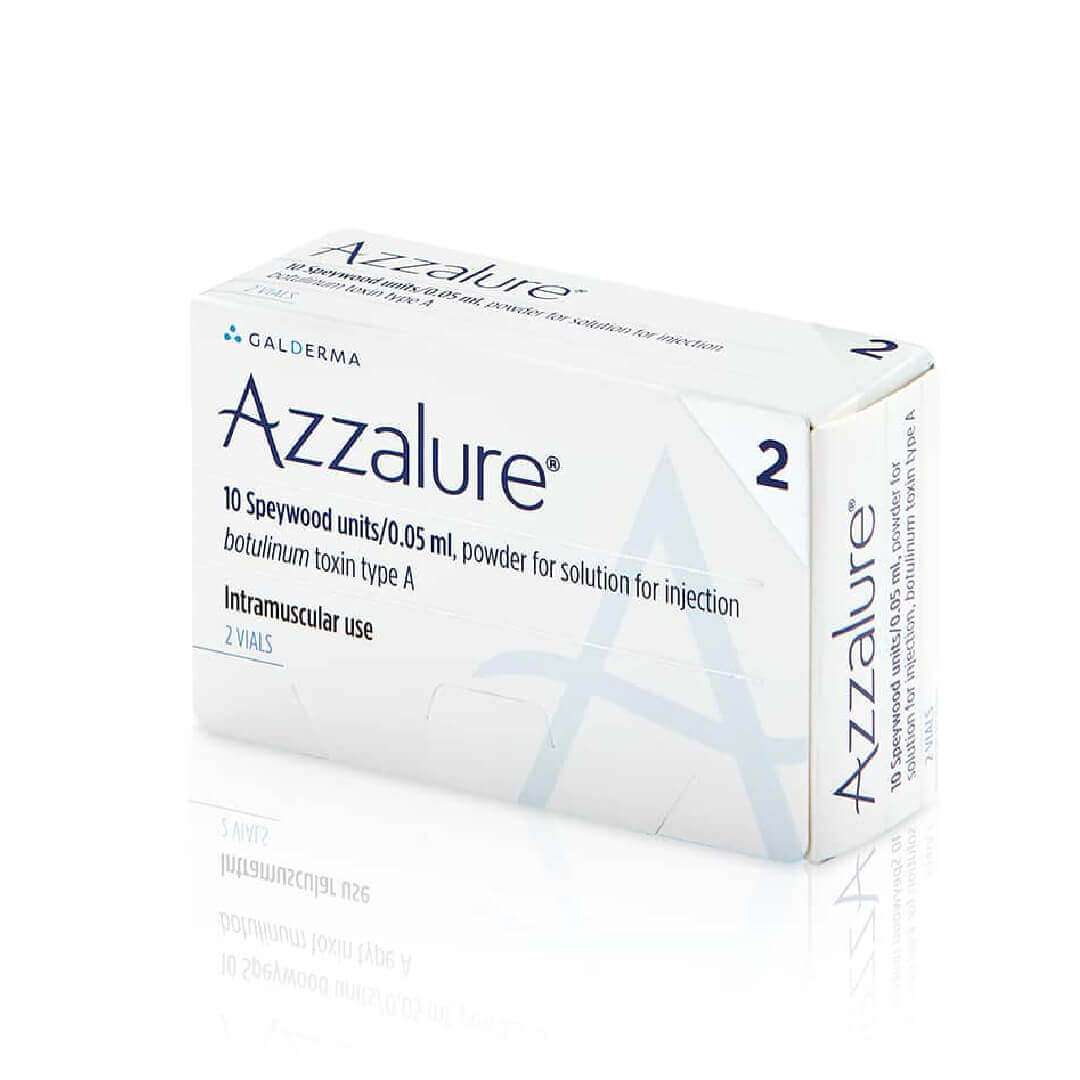 Azzalure®
10 Speywood units/0.05 ml, powder for solution for injection
botulinum toxin type A
2 VIALS
2
GALDERMA
Azzalure®
2
10 Speywood units/0.05 ml, powder for solution for injection
botulinum toxin type A
Intramuscular use
2 VIALS
Azzalure®
10 Speywood units/0.05 ml, powder for
solution for injection, botulinum toxin type A
2 VIALS